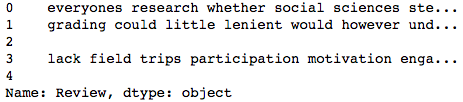 0 everyones research whether social sciences ste...
1 grading could little lenient would however und...
2
3 lack field trips participation motivation enga...
4
Name: Review, dtype: object